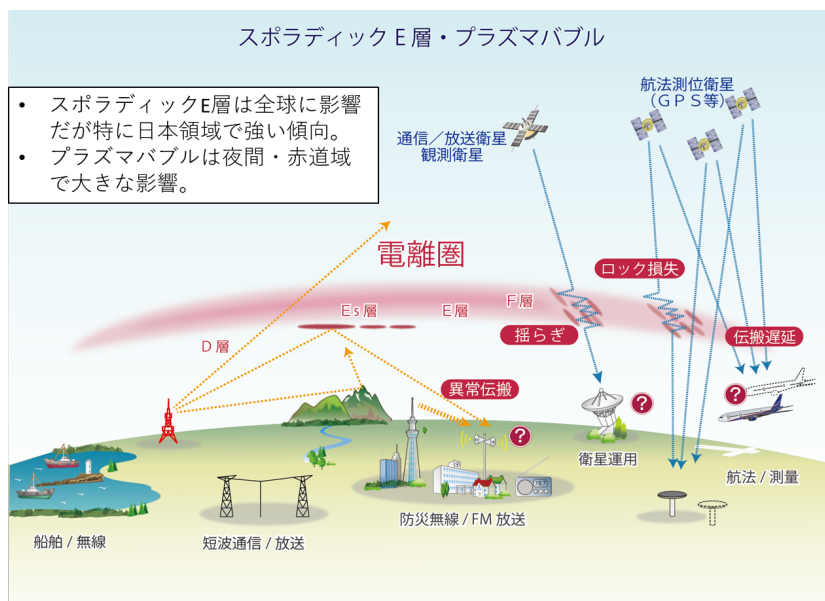 スポラディックE層・プラズマバブル
• スポラディックE層は全球に影響
だが特に日本領域で強い傾向。
• プラズマバブルは夜間・赤道域
で大きな影響。
通信／放送衛星
観測衛星
航法測位衛星
（GPS等）
電離圏
ロック損失
F層
E層
Es層
D層
揺らぎ
伝搬遅延
異常伝搬
?
?
?
衛星運用
航法/測量
防災無線/FM放送
短波通信/放送
船舶/無線